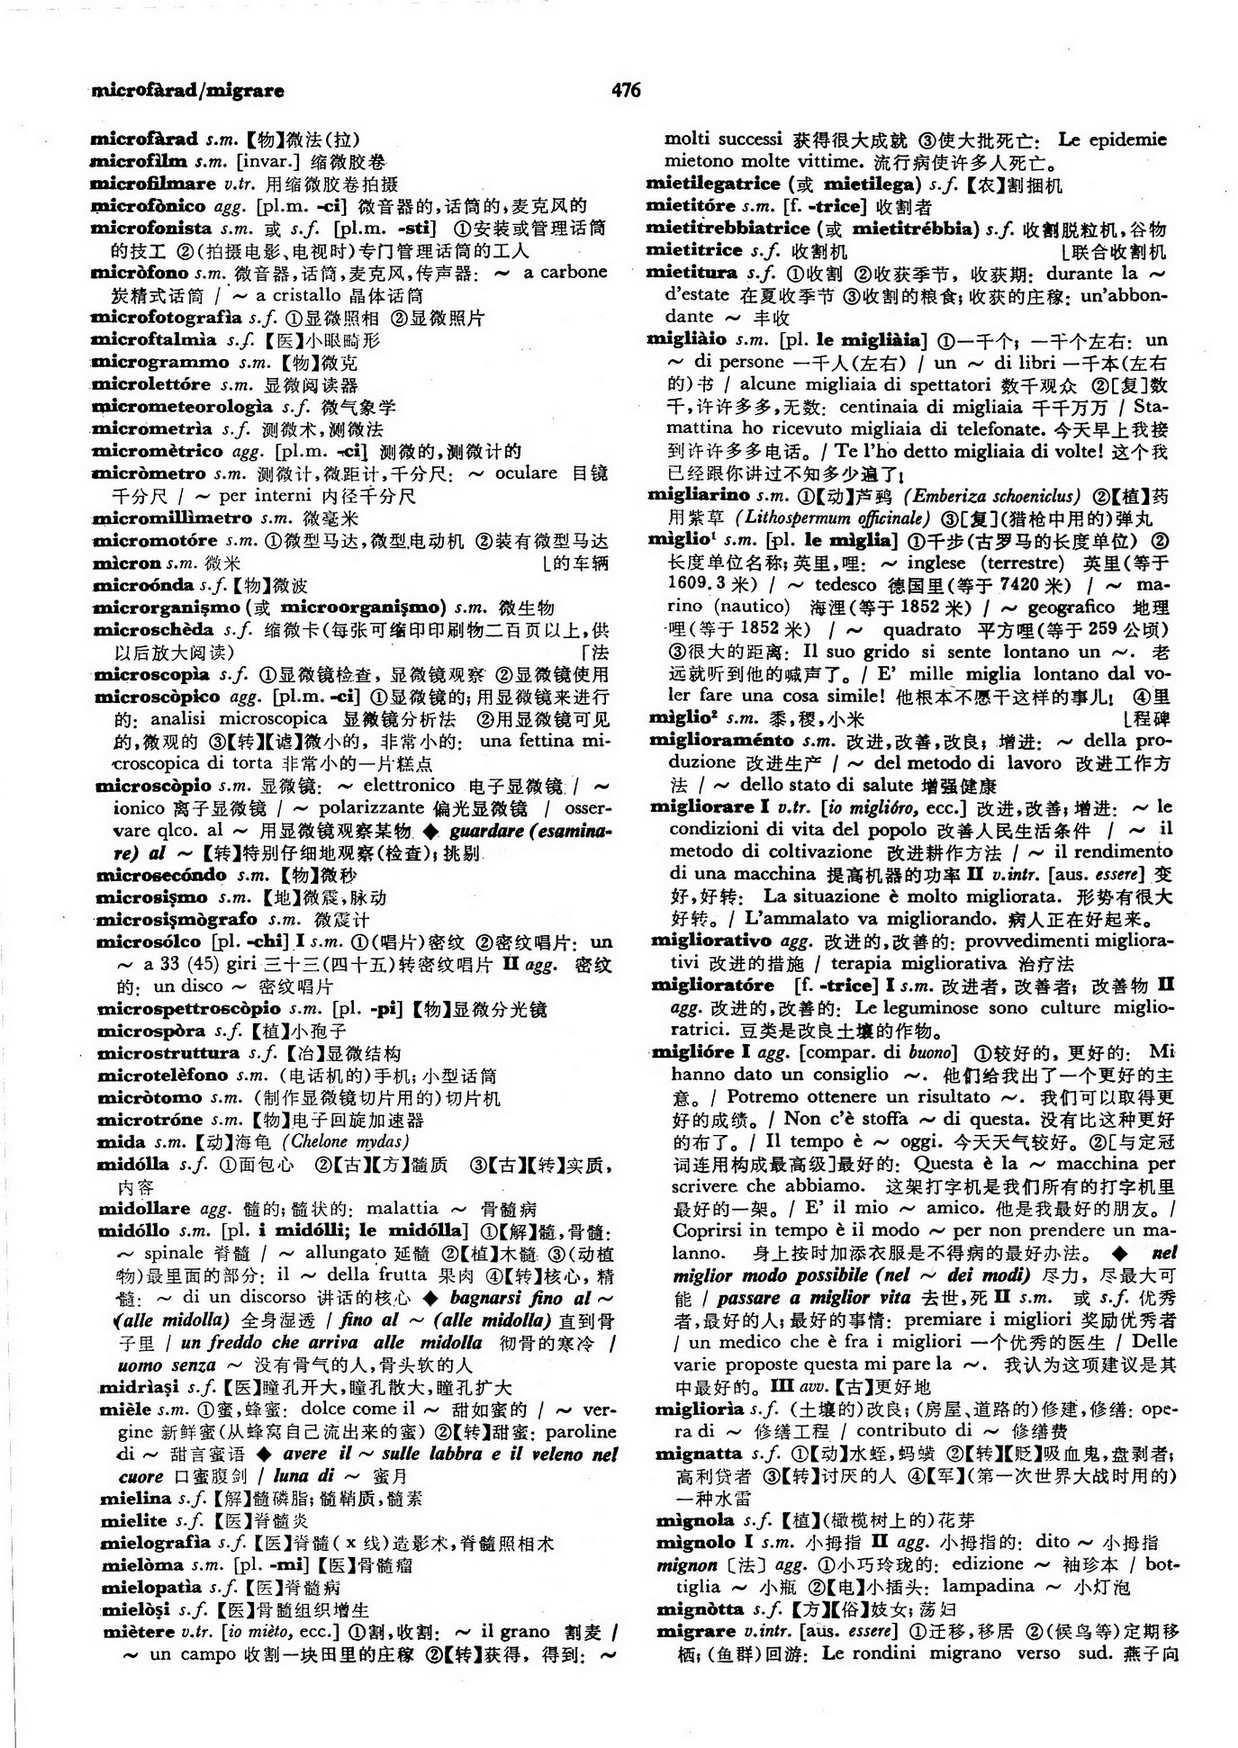 microfàrad/migrare
476
microfàrad s.m.【物】微法(拉)
microfìlm s.m. [invar.] 缩微胶卷
microfilmare v.tr. 用缩微胶卷拍摄
microfònico agg. [pl.m. -ci] 微音器的,话筒的,麦克风的
microfonista s.m. 或 s.f. [pl.m. -sti] ①安装或管理话筒
的技工 ②(拍摄电影、电视时)专门管理话筒的工人
micròfono s.m. 微音器,话筒,麦克风,传声器: ~ a carbone
炭精式话筒 / ~ a cristallo 晶体话筒
microfotografìa s.f. ①显微照相 ②显微照片
microftalmìa s.f.【医】小眼畸形
microgrammo s.m.【物】微克
microlettóre s.m. 显微阅读器
micrometeorologìa s.f. 微气象学
micrometrìa s.f. 测微术,测微法
micromètrico agg. [pl.m. -ci] 测微的,测微计的
micròmetro s.m. 测微计,微距计,千分尺: ~ oculare 目镜
千分尺 / ~ per interni 内径千分尺
micromillìmetro s.m. 微毫米
micromotóre s.m. ①微型马达,微型电动机 ②装有微型马达
mìcron s.m. 微米 ⌊的车辆
microónda s.f.【物】微波
microrganişmo (或 microorganişmo) s.m. 微生物
microschèda s.f. 缩微卡(每张可缩印印刷物二百页以上,供
以后放大阅读) ⌈法
microscopìa s.f. ①显微镜检查, 显微镜观察 ②显微镜使用
microscòpico agg. [pl.m. -ci] ①显微镜的; 用显微镜来进行
的: analisi microscopica 显微镜分析法 ②用显微镜可见
的,微观的 ③【转】【谑】微小的, 非常小的: una fettina mi-
croscopica di torta 非常小的一片糕点
microscòpio s.m. 显微镜: ~ elettronico 电子显微镜 / ~
ionico 离子显微镜 / ~ polarizzante 偏光显微镜 / osser-
vare qlco. al ~ 用显微镜观察某物 ◆ guardare (esamina-
re) al ~【转】特别仔细地观察(检查); 挑剔
microsecóndo s.m.【物】微秒
microsişmo s.m.【地】微震,脉动
microsişmògrafo s.m. 微震计
microsólco [pl. -chi] I s.m. ①(唱片)密纹 ②密纹唱片: un
~ a 33 (45) giri 三十三(四十五)转密纹唱片 II agg. 密纹
的: un disco ~ 密纹唱片
microspettroscòpio s.m. [pl. -pi]【物】显微分光镜
microspòra s.f.【植】小孢子
microstruttura s.f.【冶】显微结构
microtelèfono s.m. (电话机的)手机; 小型话筒
micròtomo s.m. (制作显微镜切片用的)切片机
microtróne s.m.【物】电子回旋加速器
mida s.m.【动】海龟 (Chelone mydas)
midólla s.f. ①面包心 ②【古】【方】髓质 ③【古】【转】实质,
内容
midollare agg. 髓的; 髓状的: malattia ~ 骨髓病
midóllo s.m. [pl. i midólli; le midólla] ①【解】髓,骨髓:
~ spinale 脊髓 / ~ allungato 延髓 ②【植】木髓 ③(动植
物)最里面的部分: il ~ della frutta 果肉 ④【转】核心, 精
髓: ~ di un discorso 讲话的核心 ◆ bagnarsi fino al ~
(alle midolla) 全身湿透 / fino al ~ (alle midolla) 直到骨
子里 / un freddo che arriva alle midolla 彻骨的寒冷 /
uomo senza ~ 没有骨气的人,骨头软的人
midrìaşi s.f.【医】瞳孔开大,瞳孔散大,瞳孔扩大
mièle s.m. ①蜜,蜂蜜: dolce come il ~ 甜如蜜的 / ~ ver-
gine 新鲜蜜(从蜂窝自己流出来的蜜) ②【转】甜蜜: paroline
di ~ 甜言蜜语 ◆ avere il ~ sulle labbra e il veleno nel
cuore 口蜜腹剑 / luna di ~ 蜜月
mielina s.f.【解】髓磷脂; 髓鞘质,髓素
mielite s.f.【医】脊髓炎
mielografìa s.f.【医】脊髓(x线)造影术,脊髓照相术
mielòma s.m. [pl. -mi]【医】骨髓瘤
mielopatìa s.f.【医】脊髓病
mielòşi s.f.【医】骨髓组织增生
miètere v.tr. [io mièto, ecc.] ①割,收割: ~ il grano 割麦 /
~ un campo 收割一块田里的庄稼 ②【转】获得, 得到: ~
molti successi 获得很大成就 ③使大批死亡: Le epidemie
mietono molte vittime. 流行病使许多人死亡。
mietilegatrice (或 mietilega) s.f.【农】割捆机
mietitóre s.m. [f. -trice] 收割者
mietitrebbiatrice (或 mietitrébbia) s.f. 收割脱粒机,谷物
mietitrice s.f. 收割机 ⌊联合收割机
mietitura s.f. ①收割 ②收获季节, 收获期: durante la ~
d'estate 在夏收季节 ③收割的粮食; 收获的庄稼: un'abbon-
dante ~ 丰收
migliàio s.m. [pl. le migliàia] ①一千个; 一千个左右: un
~ di persone 一千人(左右) / un ~ di libri 一千本(左右
的)书 / alcune migliaia di spettatori 数千观众 ②[复]数
千,许许多多,无数: centinaia di migliaia 千千万万 / Sta-
mattina ho ricevuto migliaia di telefonate. 今天早上我接
到许许多多电话。/ Te l'ho detto migliaia di volte! 这个我
已经跟你讲过不知多少遍了!
migliarino s.m. ①【动】芦鹀 (Emberiza schoeniclus) ②【植】药
用紫草 (Lithospermum officinale) ③[复](猎枪中用的)弹丸
mìglio¹ s.m. [pl. le mìglia] ①千步(古罗马的长度单位) ②
长度单位名称; 英里,哩: ~ inglese (terrestre) 英里(等于
1609.3 米) / ~ tedesco 德国里(等于 7420 米) / ~ ma-
rino (nautico) 海浬(等于 1852 米) / ~ geografico 地理
哩(等于 1852 米) / ~ quadrato 平方哩(等于 259 公顷)
③很大的距离: Il suo grido si sente lontano un ~. 老
远就听到他的喊声了。/ E' mille miglia lontano dal vo-
ler fare una cosa simile! 他根本不愿干这样的事儿! ④里
mìglio² s.m. 黍,稷,小米 ⌊程碑
miglioraménto s.m. 改进,改善,改良; 增进: ~ della pro-
duzione 改进生产 / ~ del metodo di lavoro 改进工作方
法 / ~ dello stato di salute 增强健康
migliorare I v.tr. [io miglióro, ecc.] 改进,改善; 增进: ~ le
condizioni di vita del popolo 改善人民生活条件 / ~ il
metodo di coltivazione 改进耕作方法 / ~ il rendimento
di una macchina 提高机器的功率 II v.intr. [aus. essere] 变
好,好转: La situazione è molto migliorata. 形势有很大
好转。/ L'ammalato va migliorando. 病人正在好起来。
migliorativo agg. 改进的,改善的: provvedimenti migliora-
tivi 改进的措施 / terapia migliorativa 治疗法
miglioratóre [f. -trice] I s.m. 改进者, 改善者; 改善物 II
agg. 改进的,改善的: Le leguminose sono culture miglio-
ratrici. 豆类是改良土壤的作物。
miglióre I agg. [compar. di buono] ①较好的, 更好的: Mi
hanno dato un consiglio ~. 他们给我出了一个更好的主
意。/ Potremo ottenere un risultato ~. 我们可以取得更
好的成绩。/ Non c'è stoffa ~ di questa. 没有比这种更好
的布了。/ Il tempo è ~ oggi. 今天天气较好。②[与定冠
词连用构成最高级]最好的: Questa è la ~ macchina per
scrivere che abbiamo. 这架打字机是我们所有的打字机里
最好的一架。/ E' il mio ~ amico. 他是我最好的朋友。/
Coprirsi in tempo è il modo ~ per non prendere un ma-
lanno. 身上按时加添衣服是不得病的最好办法。 ◆ nel
miglior modo possibile (nel ~ dei modi) 尽力, 尽最大可
能 / passare a miglior vita 去世,死 II s.m. 或 s.f. 优秀
者,最好的人; 最好的事情: premiare i migliori 奖励优秀者
/ un medico che è fra i migliori 一个优秀的医生 / Delle
varie proposte questa mi pare la ~. 我认为这项建议是其
中最好的。III avv.【古】更好地
migliorìa s.f. (土壤的)改良; (房屋、道路的)修建,修缮: ope-
ra di ~ 修缮工程 / contributo di ~ 修缮费
mignatta s.f. ①【动】水蛭,蚂蟥 ②【转】【贬】吸血鬼,盘剥者;
高利贷者 ③【转】讨厌的人 ④【军】(第一次世界大战时用的)
一种水雷
mìgnola s.f.【植】(橄榄树上的)花芽
mìgnolo I s.m. 小拇指 II agg. 小拇指的: dito ~ 小拇指
mignon〔法〕agg. ①小巧玲珑的: edizione ~ 袖珍本 / bot-
tiglia ~ 小瓶 ②【电】小插头: lampadina ~ 小灯泡
mignòtta s.f.【方】【俗】妓女; 荡妇
migrare v.intr. [aus. essere] ①迁移,移居 ②(候鸟等)定期移
栖; (鱼群)回游: Le rondini migrano verso sud. 燕子向